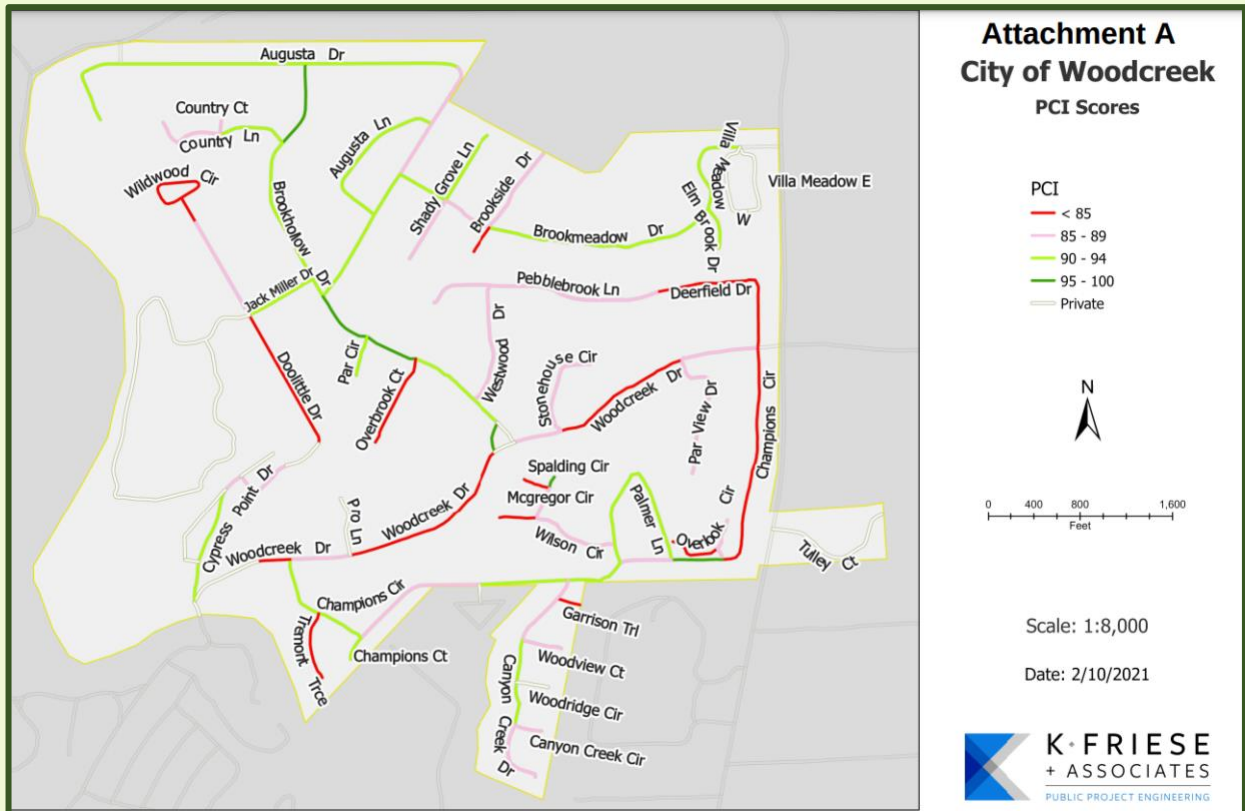 Attachment A
City of Woodcreek
PCI Scores
PCI
< 85
85 - 89
90 - 94
95 - 100
Private
N
0 400 800 1,600
Feet
Scale: 1:8,000
Date: 2/10/2021
K·FRIESE
+ ASSOCIATES
PUBLIC PROJECT ENGINEERING
Augusta Dr
Country Ct
Country Ln
Augusta Ln
Wildwood Cir
Brookhollow Dr
Shady Grove Ln
Brookside Dr
Villa Meadow W
Villa Meadow E
Elm Brook Dr
Brookmeadow Dr
Jack Miller Dr
Pebblebrook Ln
Deerfield Dr
Doolittle Dr
Par Cir
Overbrook Ct
Westwood Dr
Stonehouse Cir
Woodcreek Dr
Par View Dr
Champions Cir
Spalding Cir
Mcgregor Cir
Wilson Cir
Palmer Ln
Overlook Cir
Cypress Point Dr
Pro Ln
Woodcreek Dr
Woodcreek Dr
Tulley Ct
Champions Cir
Tremont Trce
Champions Ct
Garrison Trl
Woodview Ct
Woodridge Cir
Canyon Creek Dr
Canyon Creek Cir